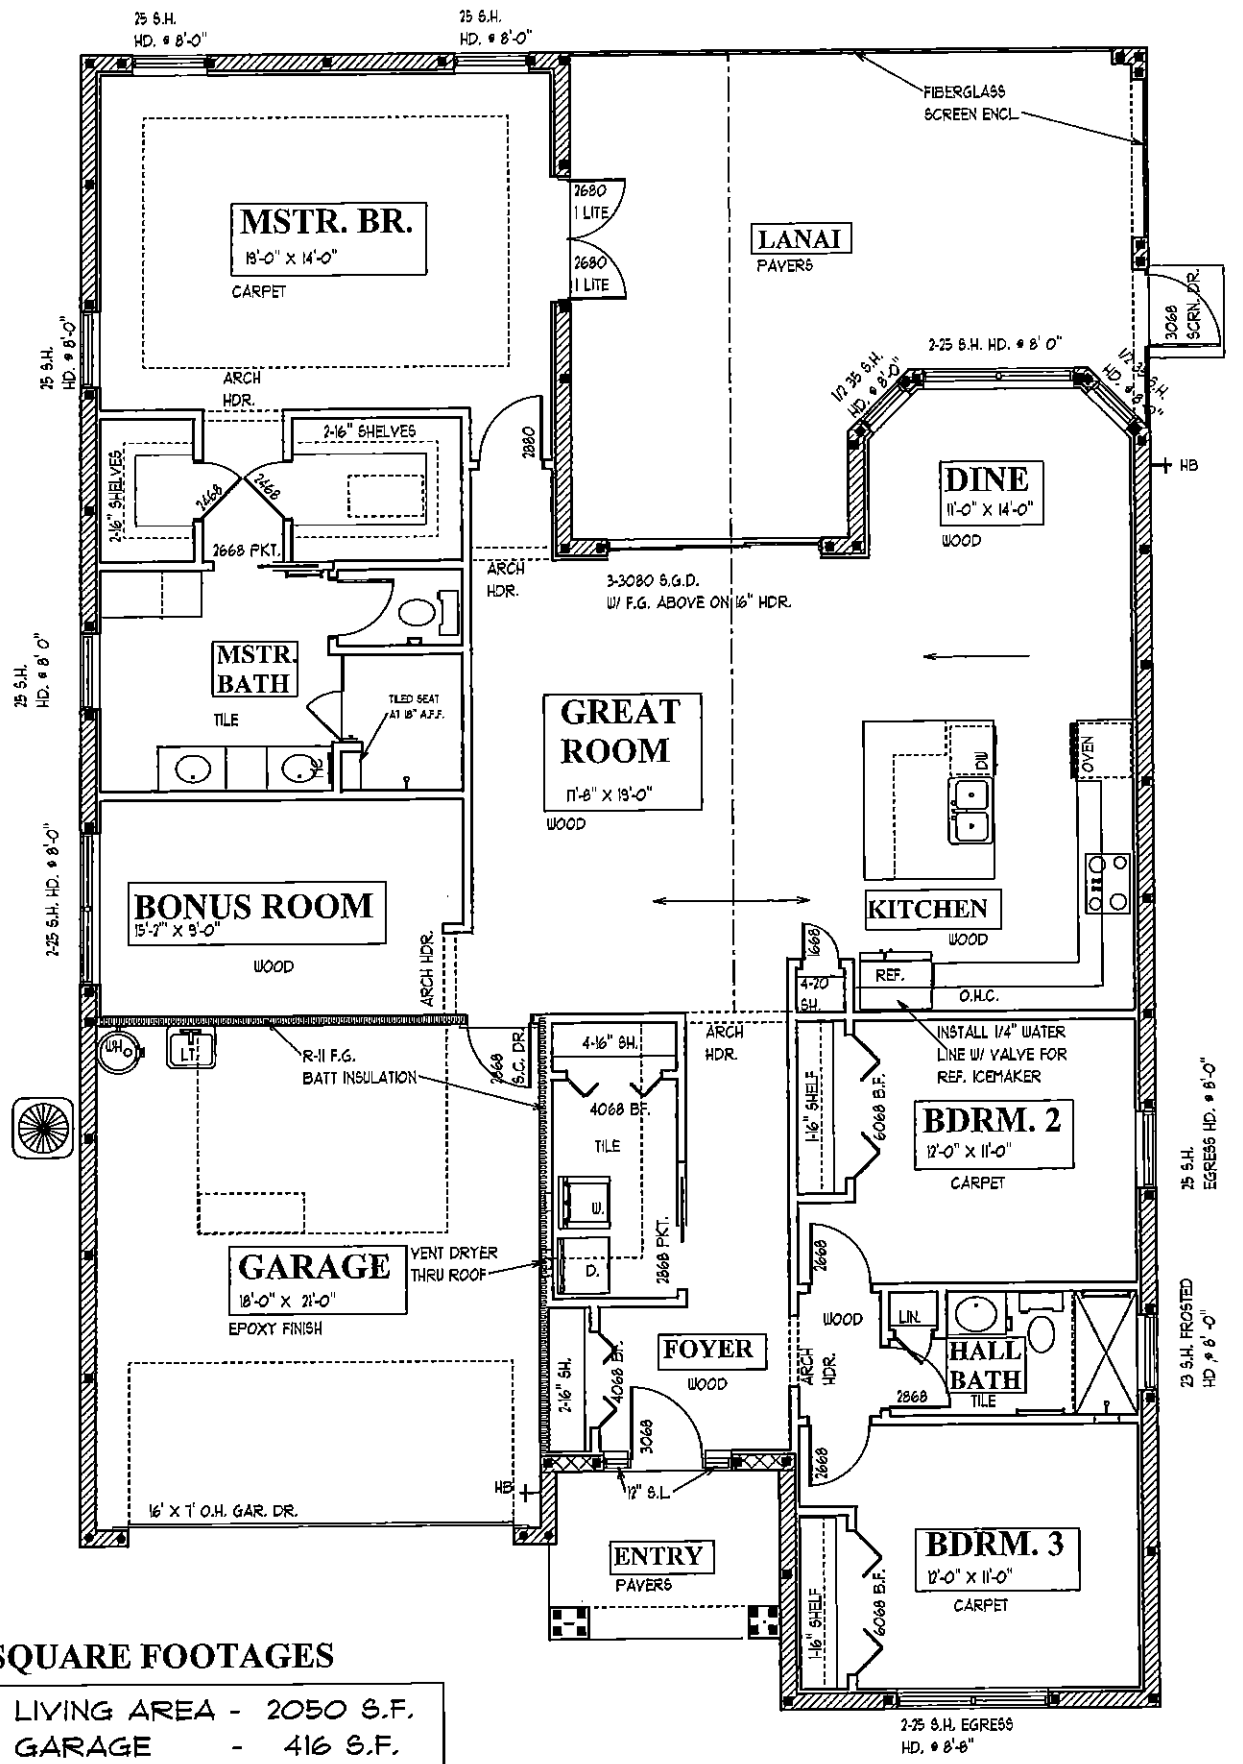 25 S.H.
HD. @ 8'-0"
25 S.H.
HD. @ 8'-0"
FIBERGLASS
SCREEN ENCL.
2680
1 LITE
2680
1 LITE
MSTR. BR.
14'-0"
CARPET
LANAI
PAVERS
3068
SCRN. DR.
25 S.H.
HD. @ 8'-0"
2-25 S.H. HD. @ 8' 0"
1/2 35 S.H.
HD. @ 8'-0"
1/2 35 S.H.
HD. @ 8'-0"
ARCH
HDR.
2-16" SHELVES
2-16" SHELVES
2468
2468
2880
HB
DINE
11'-0" X 14'-0"
WOOD
2668 PKT.
ARCH
HDR.
3-3080 S.G.D.
W/ F.G. ABOVE ON 16" HDR.
25 S.H.
HD. @ 8' 0"
MSTR.
BATH
TILE
TILED SEAT
AT 18" A.F.F.
GREAT
ROOM
WOOD
DW
OVEN
2-25 S.H. HD. @ 8'-0"
BONUS ROOM
WOOD
ARCH HDR.
KITCHEN
WOOD
1668
4-20
SH.
REF.
O.H.C.
WH
LT.
R-11 F.G.
BATT INSULATION
2868
S.C. DR.
4-16" SH.
4068 BF.
TILE
ARCH
HDR.
INSTALL 1/4" WATER
LINE W/ VALVE FOR
REF. ICEMAKER
1-16" SHELF
6068 B.F.
BDRM. 2
12'-0" X 11'-0"
CARPET
25 S.H.
EGRESS HD. @ 8'-0"
W.
D.
2868 PKT.
GARAGE
18'-0" X 21'-0"
EPOXY FINISH
VENT DRYER
THRU ROOF
2668
WOOD
LIN.
23 S.H. FROSTED
HD @ 8' -0"
2-16" SH.
4068 BF.
FOYER
WOOD
ARCH
HDR.
HALL
BATH
TILE
2868
3068
2668
HB
12" S.L.
16' X 7' O.H. GAR. DR.
ENTRY
PAVERS
1-16" SHELF
6068 B.F.
BDRM. 3
12'-0" X 11'-0"
CARPET
2-25 S.H. EGRESS
HD. @ 8'-8"
SQUARE FOOTAGES
LIVING AREA - 2050 S.F.
GARAGE - 416 S.F.